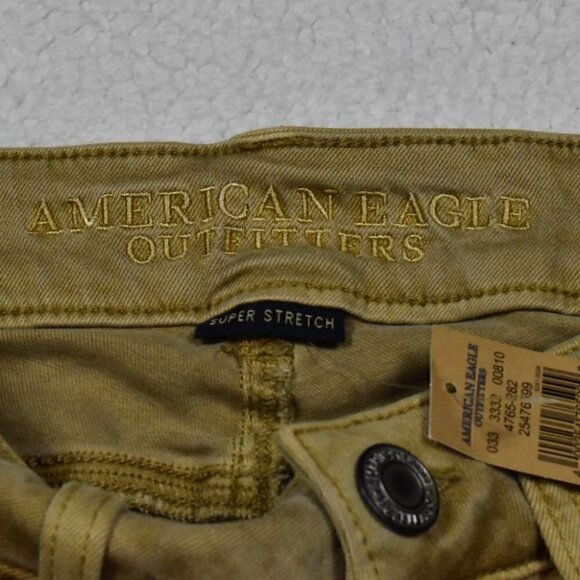 AMERICAN EAGLE
OUTFITTERS
SUPER STRETCH
AMERICAN EAGLE
OUTFITTERS
033 3332 00810
4765-282
25476 99